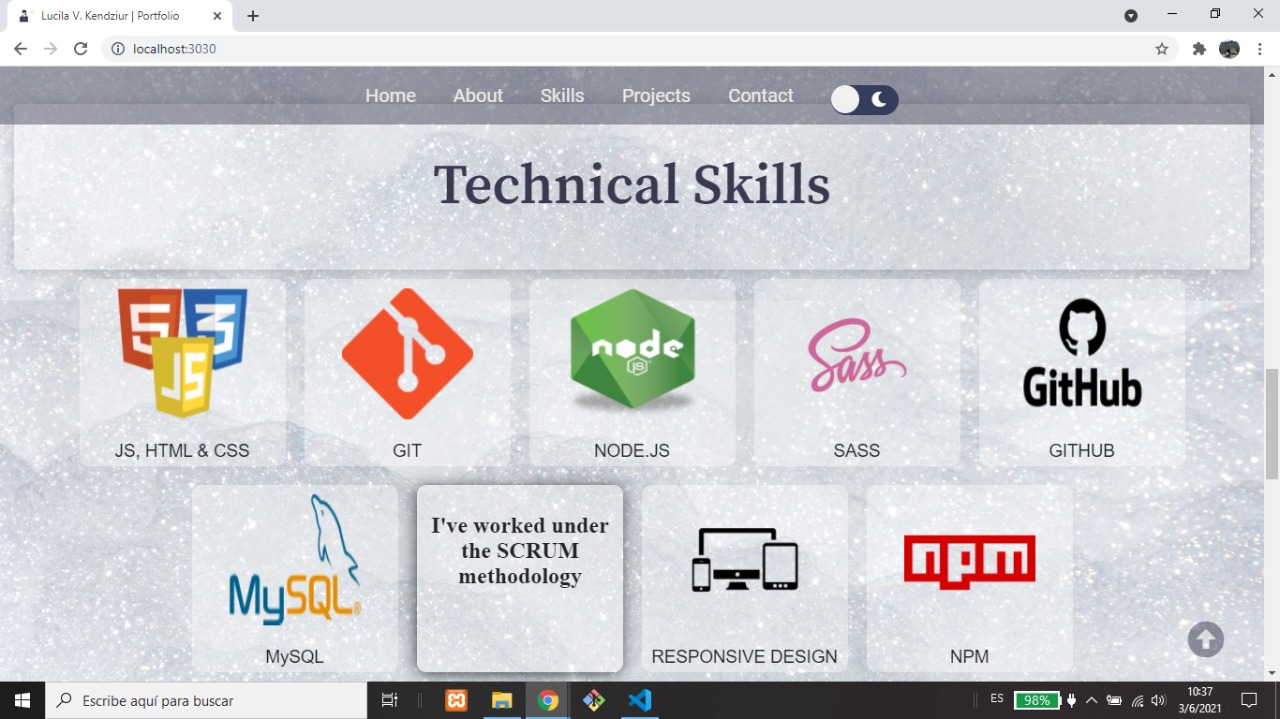 Lucila V. Kendziur | Portfolio
localhost:3030
Home About Skills Projects Contact
Technical Skills
5 3
JS
node
JS
Sass
GitHub
JS, HTML & CSS
GIT
NODE.JS
SASS
GITHUB
MySQL®
I've worked under
the SCRUM
methodology
npm
MySQL
RESPONSIVE DESIGN
NPM
Escribe aquí para buscar
ES
98%
10:37
3/6/2021